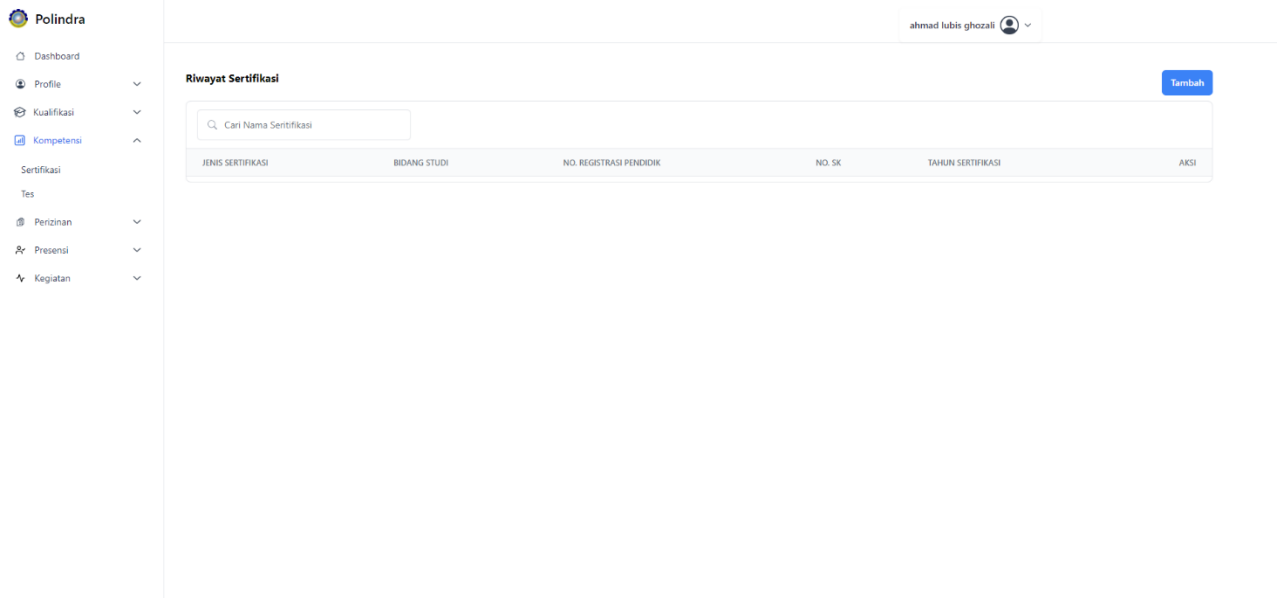 Polindra
ahmad lubis ghozali
Dashboard
Profile
Kualifikasi
Kompetensi
Sertifikasi
Tes
Perizinan
Presensi
Kegiatan
Riwayat Sertifikasi
Tambah
Cari Nama Seritifikasi
JENIS SERTIFIKASI BIDANG STUDI NO. REGISTRASI PENDIDIK NO. SK TAHUN SERTIFIKASI AKSI